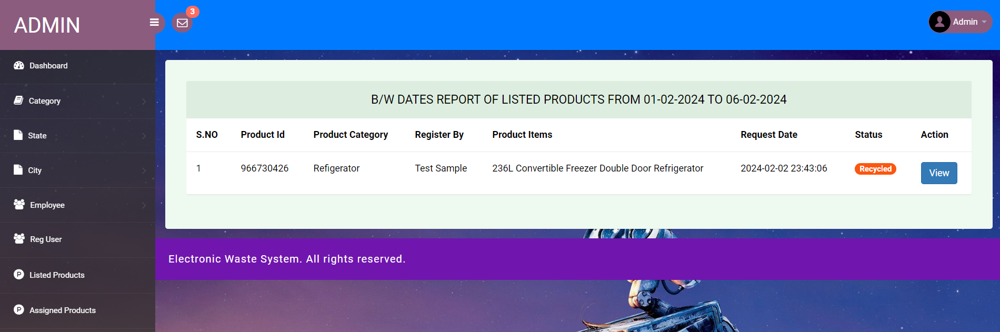 ADMIN
3
Admin
Dashboard
Category
State
City
Employee
Reg User
Listed Products
Assigned Products
B/W DATES REPORT OF LISTED PRODUCTS FROM 01-02-2024 TO 06-02-2024
S.NO Product Id Product Category Register By Product Items Request Date Status Action
1 966730426 Refigerator Test Sample 236L Convertible Freezer Double Door Refrigerator 2024-02-02 23:43:06 Recycled View
Electronic Waste System. All rights reserved.